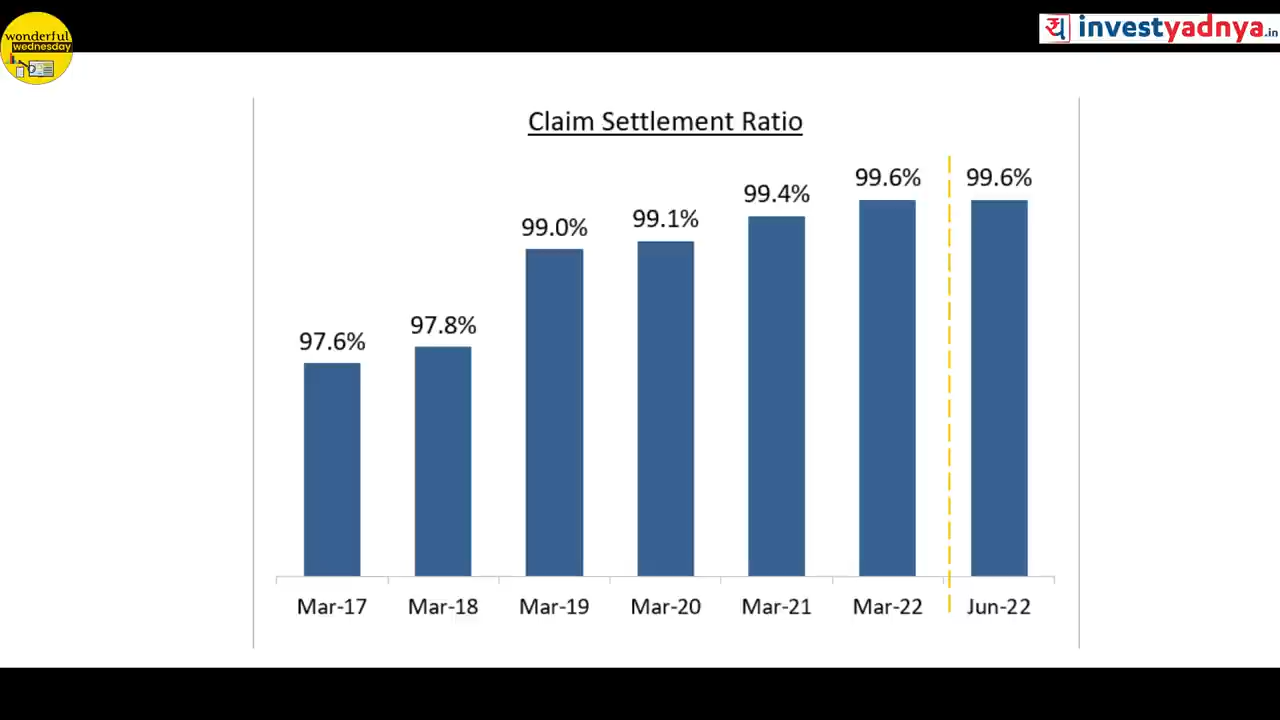 wonderful
wednesday
investyadnya.in
Claim Settlement Ratio
97.6%
97.8%
99.0%
99.1%
99.4%
99.6%
99.6%
Mar-17
Mar-18
Mar-19
Mar-20
Mar-21
Mar-22
Jun-22